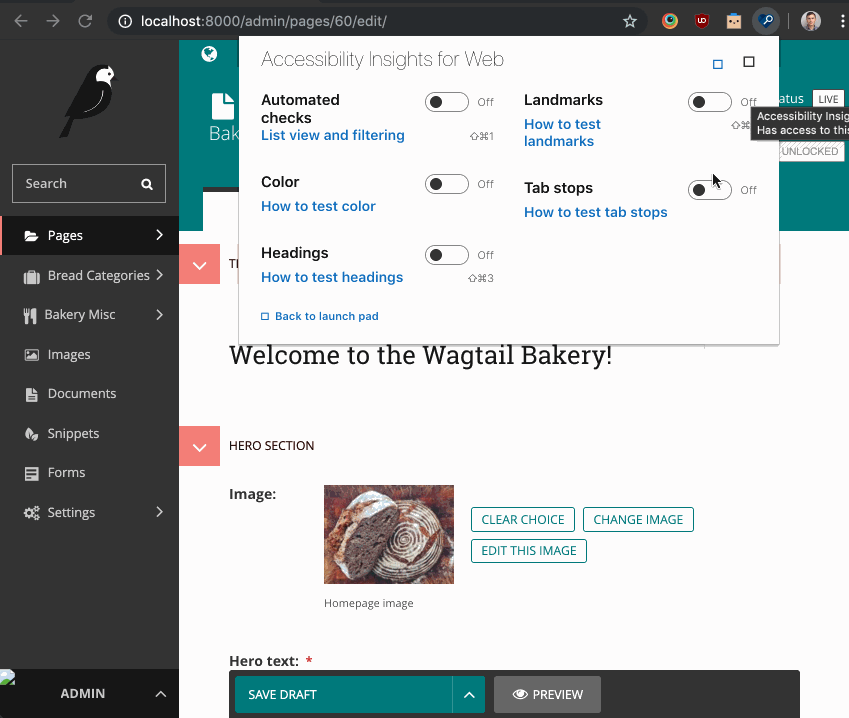 localhost:8000/admin/pages/60/edit/
Accessibility Insights for Web
Automated
checks
Off
List view and filtering
⇧⌘1
Landmarks
Off
How to test
landmarks
⇧⌘
Color
Off
How to test color
Tab stops
Off
How to test tab stops
Headings
Off
How to test headings
⇧⌘3
Back to launch pad
Accessibility Insig
Has access to this
atus
LIVE
UNLOCKED
Bak
Search
Pages
Bread Categories
Bakery Misc
Images
Documents
Snippets
Forms
Settings
ADMIN
Welcome to the Wagtail Bakery!
HERO SECTION
Image:
CLEAR CHOICE
CHANGE IMAGE
EDIT THIS IMAGE
Homepage image
Hero text: *
SAVE DRAFT
PREVIEW